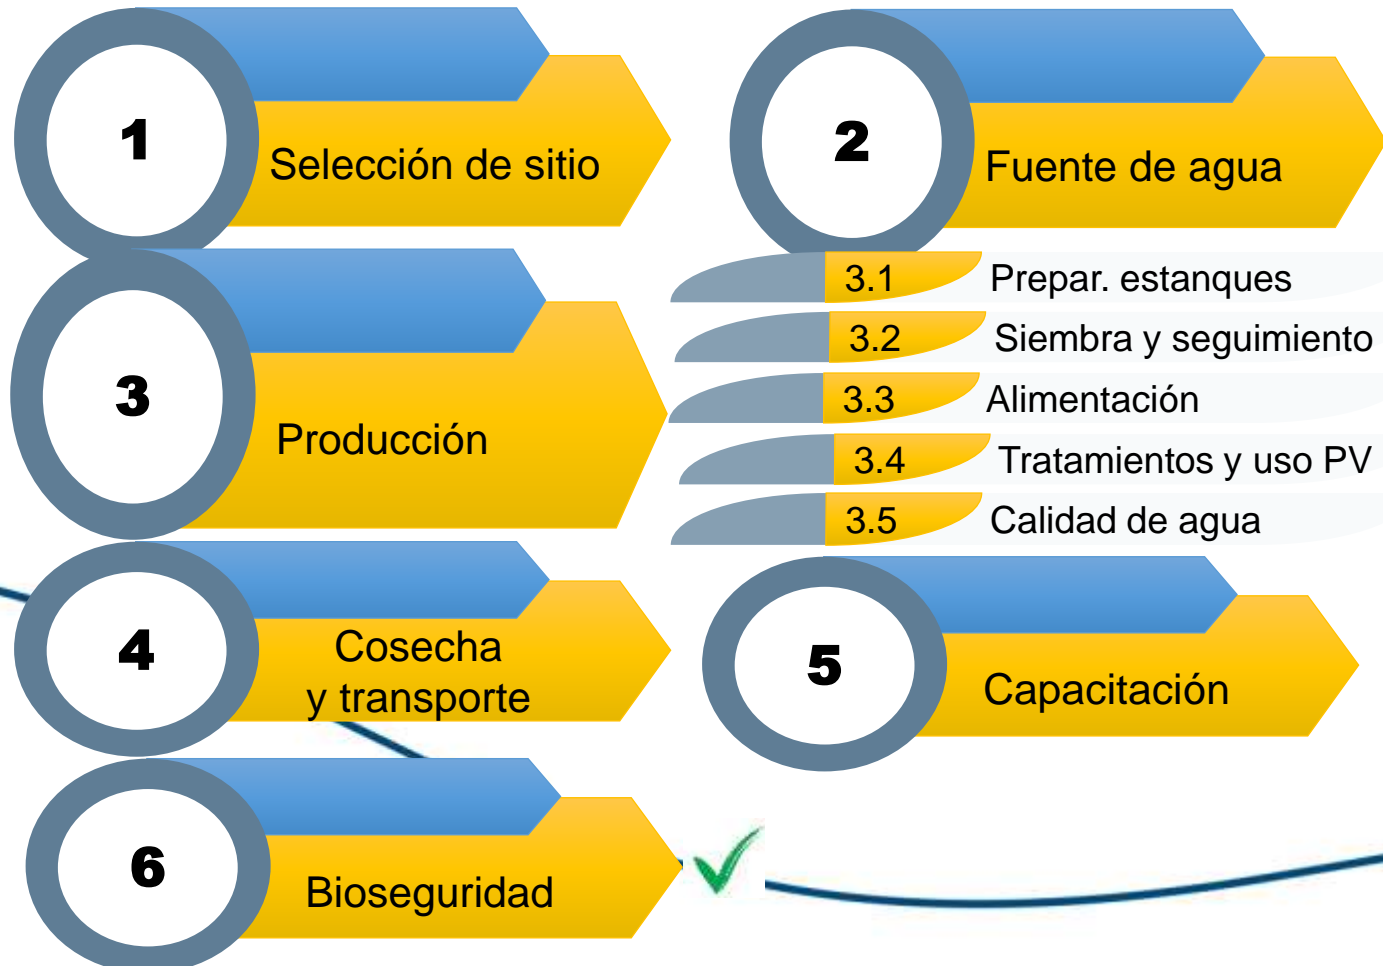 1
Selección de sitio
2
Fuente de agua
3
Producción
3.1 Prepar. estanques
3.2 Siembra y seguimiento
3.3 Alimentación
3.4 Tratamientos y uso PV
3.5 Calidad de agua
4
Cosecha
y transporte
5
Capacitación
6
Bioseguridad